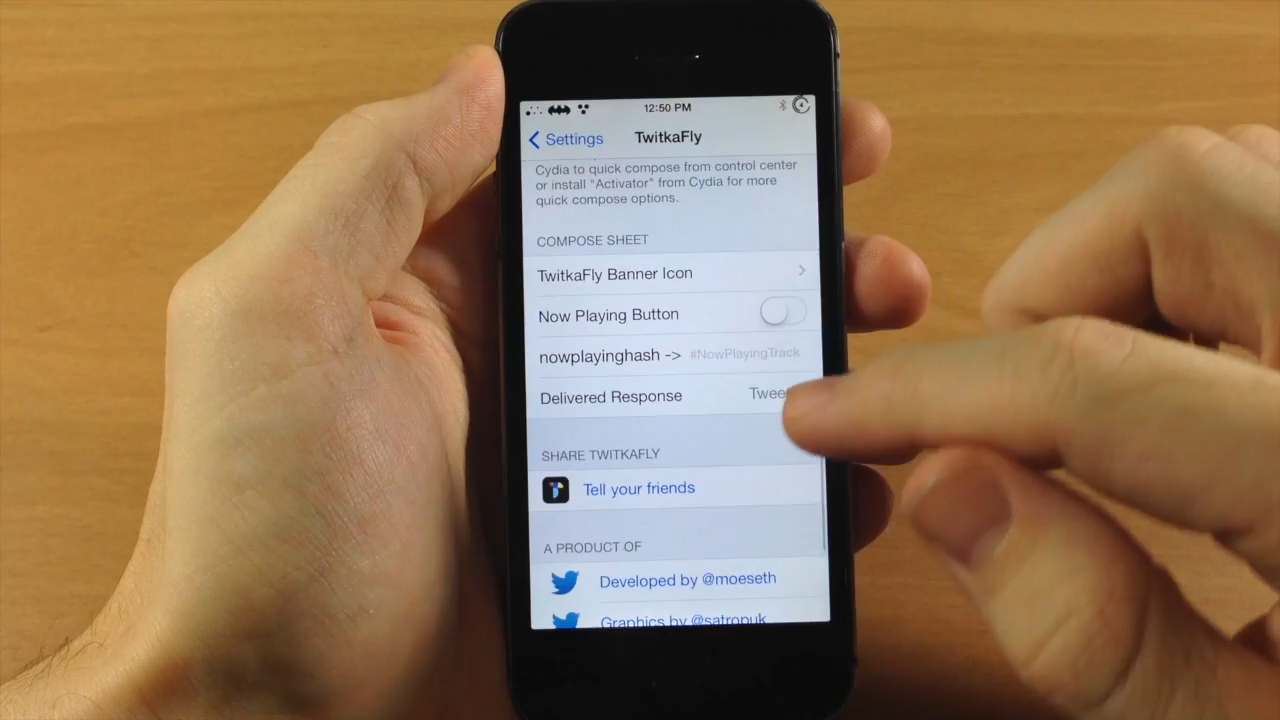 12:50 PM
Settings
TwitkaFly
Cydia to quick compose from control center
or install "Activator" from Cydia for more
quick compose options.
COMPOSE SHEET
TwitkaFly Banner Icon
Now Playing Button
nowplayinghash -> #NowPlayingTrack
Delivered Response
SHARE TWITKAFLY
Tell your friends
A PRODUCT OF
Developed by @moeseth
Graphics by @satropuk